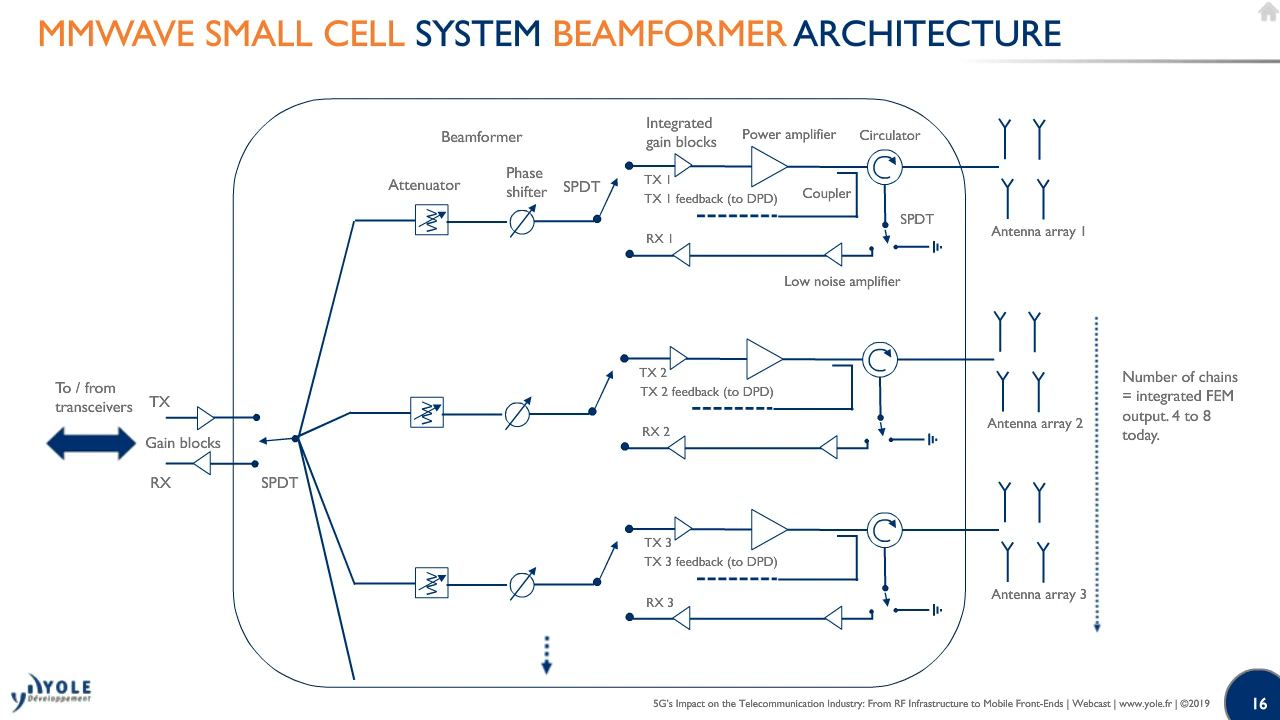 MMWAVE SMALL CELL SYSTEM BEAMFORMER ARCHITECTURE
Beamformer
Attenuator
Phase
shifter
SPDT
Integrated
gain blocks
Power amplifier
Circulator
TX 1
TX 1 feedback (to DPD)
Coupler
SPDT
RX 1
Low noise amplifier
Antenna array 1
TX 2
TX 2 feedback (to DPD)
RX 2
Antenna array 2
To / from
transceivers
TX
Gain blocks
RX
SPDT
Number of chains
= integrated FEM
output. 4 to 8
today.
TX 3
TX 3 feedback (to DPD)
RX 3
Antenna array 3
YOLE
Développement
5G's Impact on the Telecommunication Industry: From RF Infrastructure to Mobile Front-Ends | Webcast | www.yole.fr | ©2019
16